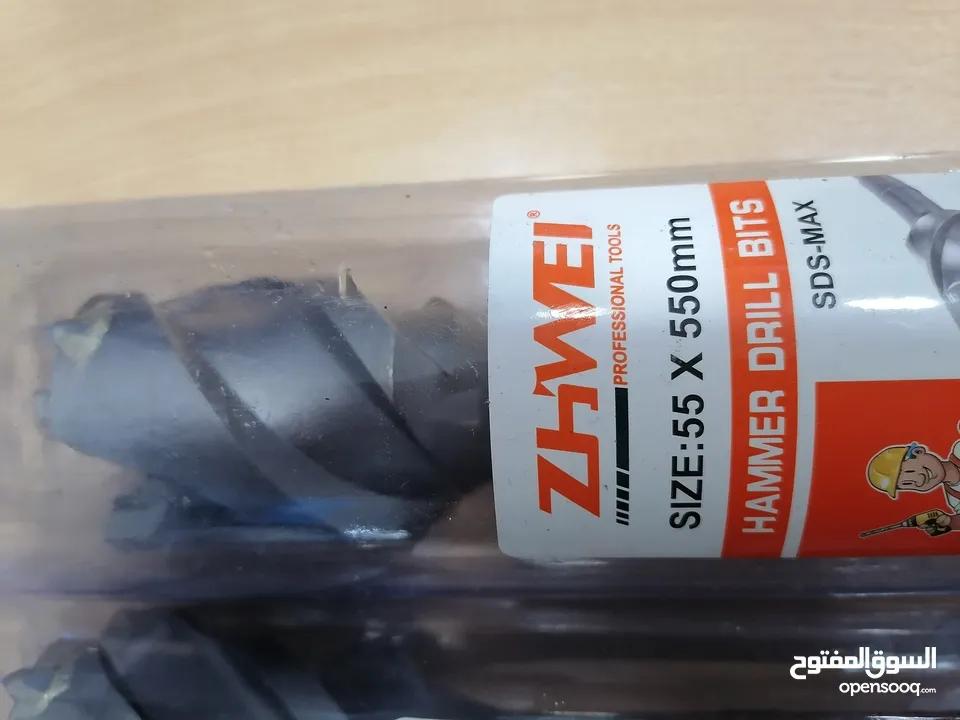 ZHWEI®
PROFESSIONAL TOOLS
SIZE:55 X 550mm
HAMMER DRILL BITS
SDS-MAX
السوق المفتوح
opensooq.com